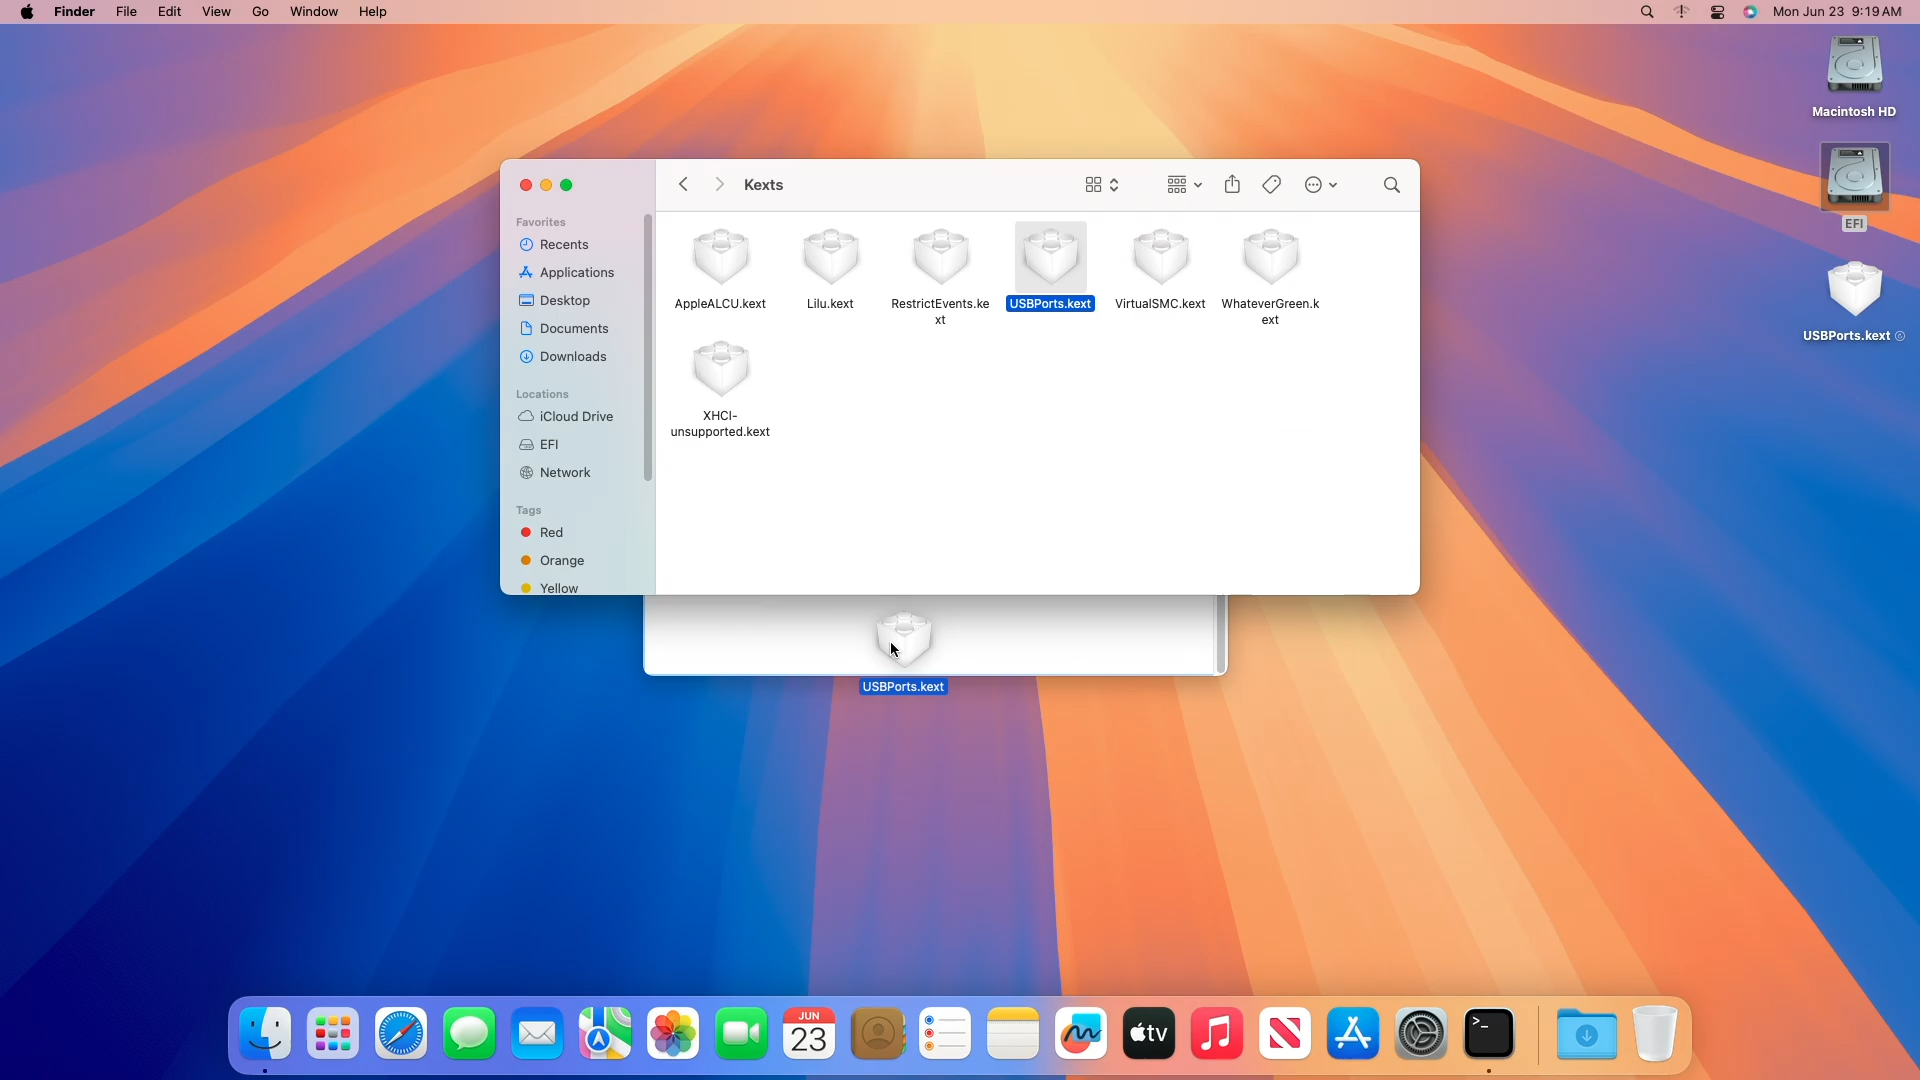 Finder File Edit View Go Window Help Mon Jun 23 9:19 AM
Macintosh HD
EFI
USBPorts.kext
Kexts
Favorites
Recents
Applications
Desktop
Documents
Downloads
Locations
iCloud Drive
EFI
Network
Tags
Red
Orange
Yellow
AppleALCU.kext
Lilu.kext
RestrictEvents.ke
xt
USBPorts.kext
VirtualSMC.kext
WhateverGreen.k
ext
XHCI-
unsupported.kext
USBPorts.kext
JUN
23
tv
>_